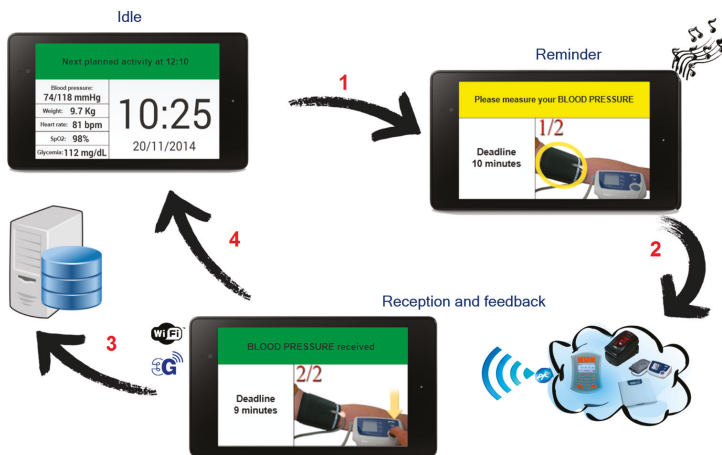 Idle
Next planned activity at 12:10
Blood pressure:
74/118 mmHg
Weight: 9.7 Kg
Heart rate: 81 bpm
SpO2: 98%
Glycemia: 112 mg/dL
10:25
20/11/2014
1
Reminder
Please measure your BLOOD PRESSURE
Deadline
10 minutes
1/2
2
Reception and feedback
BLOOD PRESSURE received
Deadline
9 minutes
2/2
3
WiFi
G
4